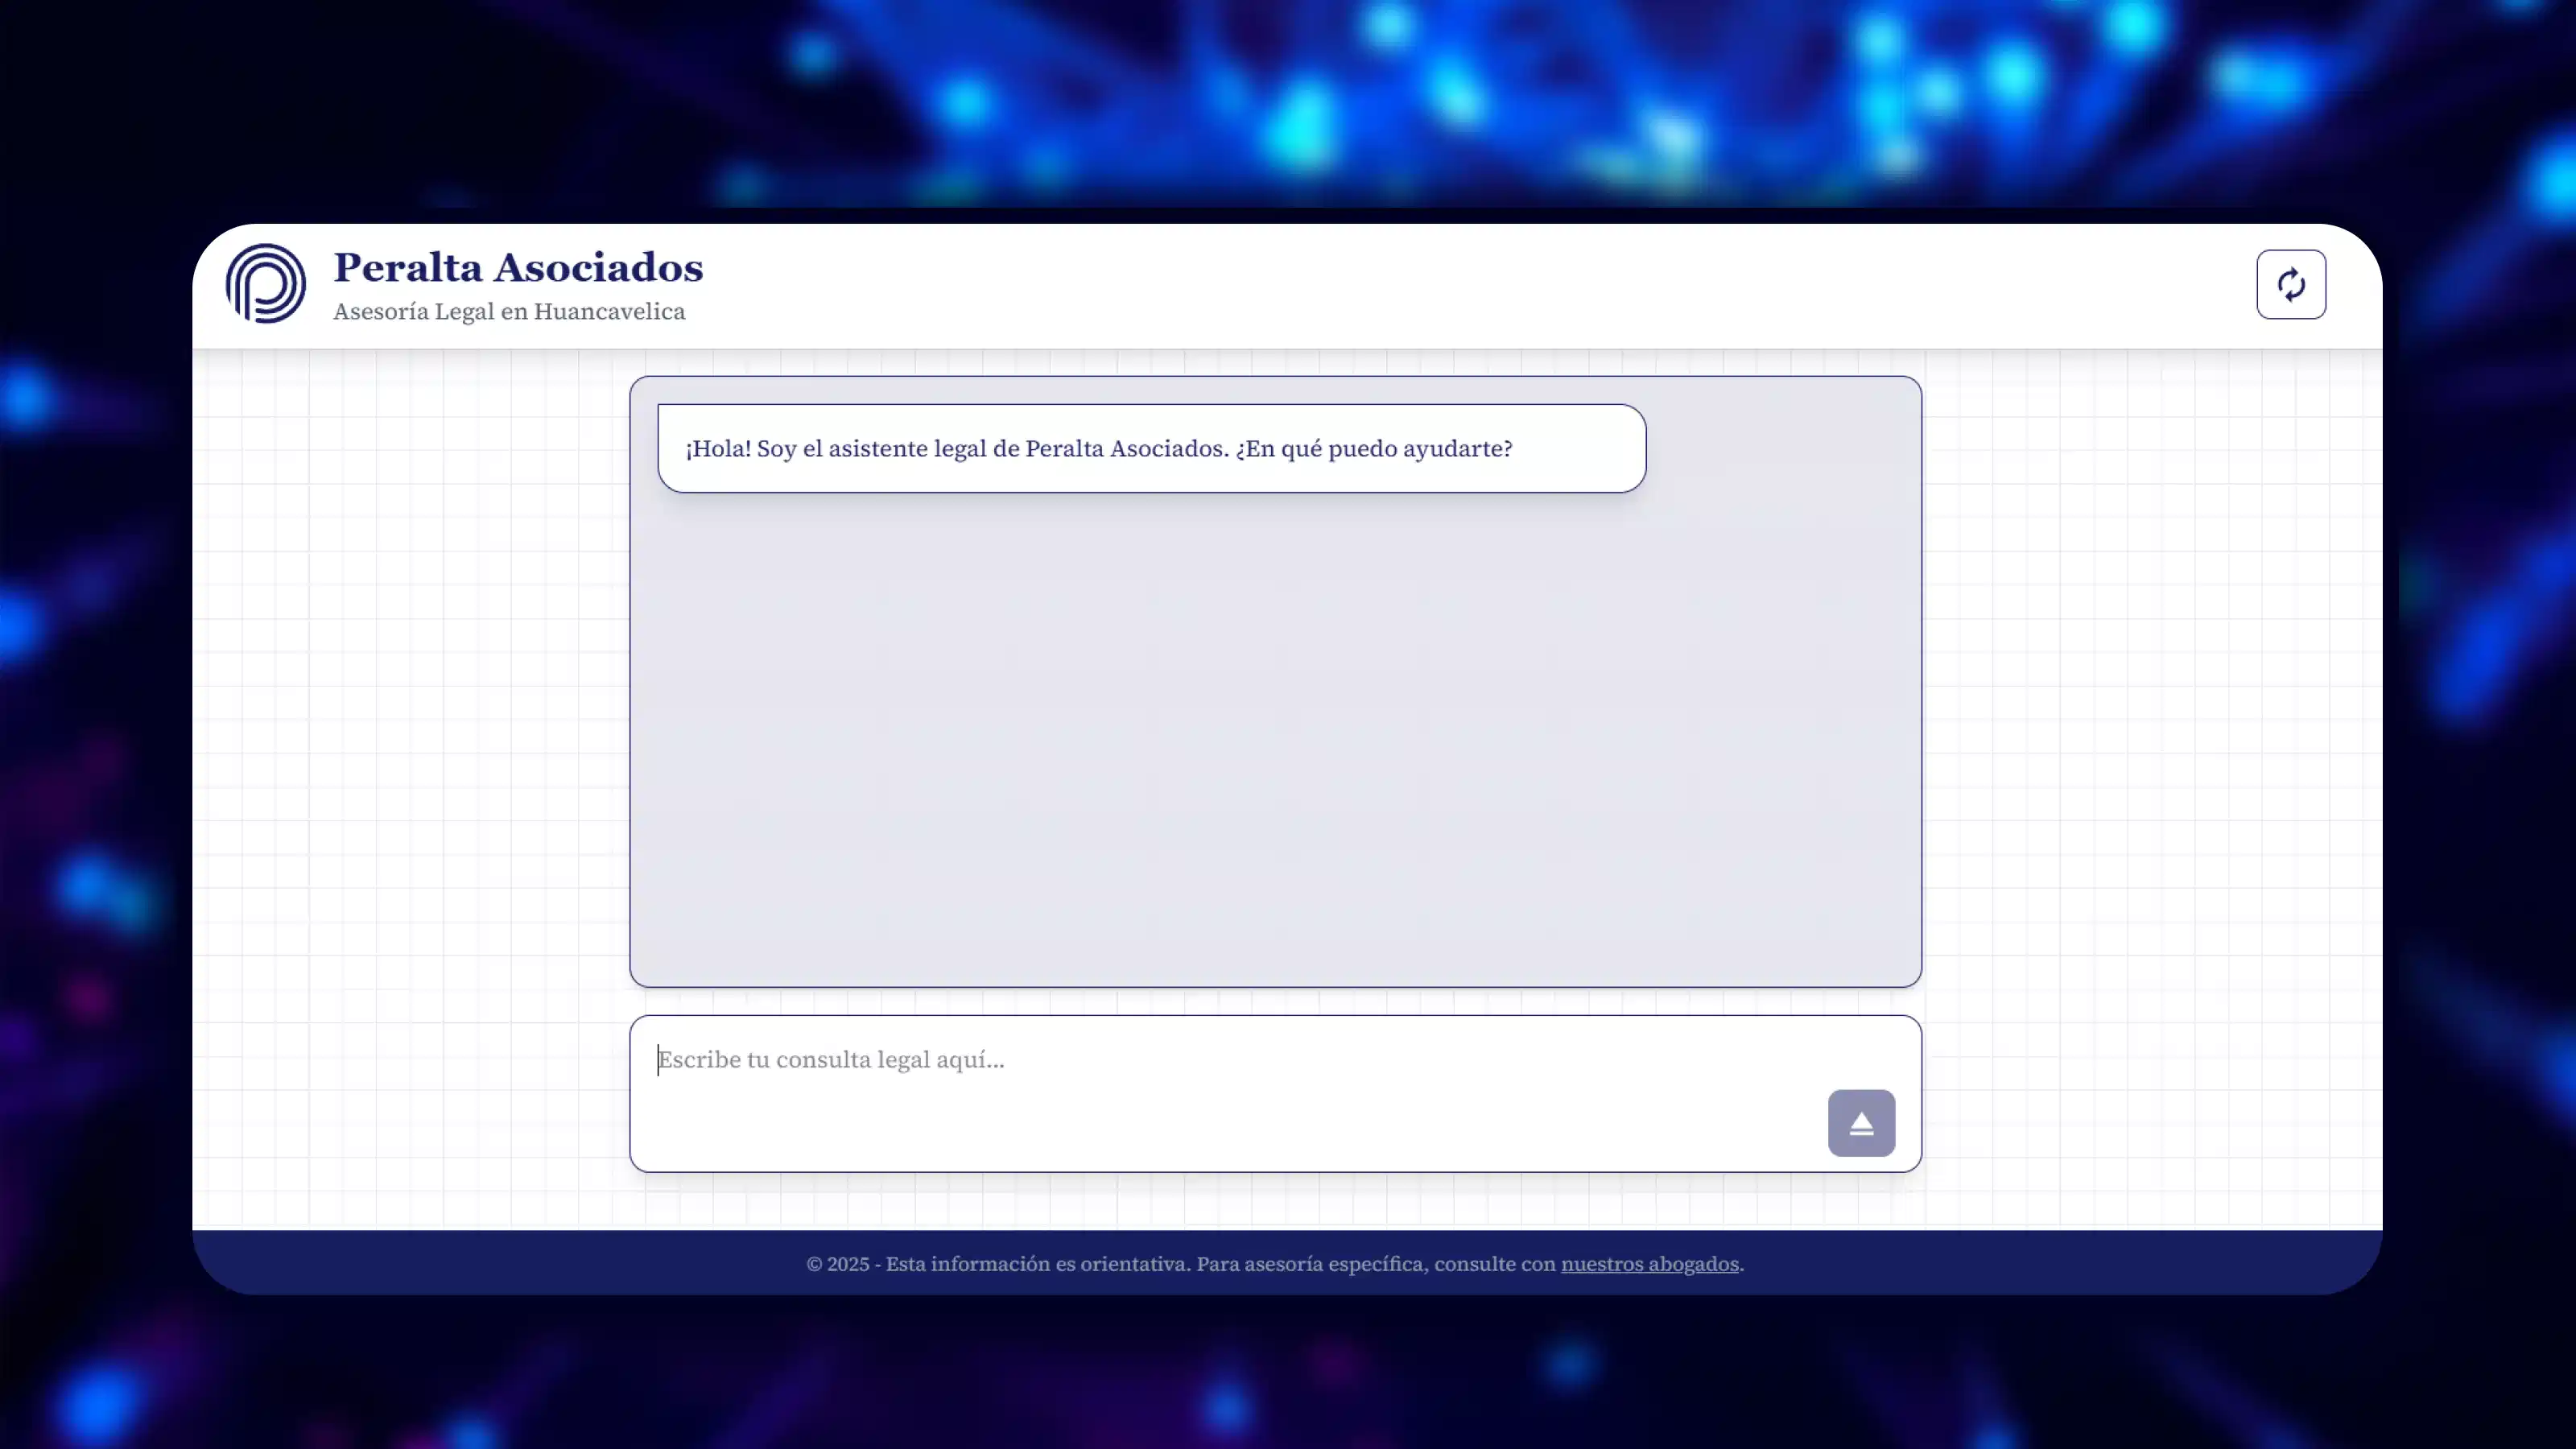 Peralta Asociados
Asesoría Legal en Huancavelica
¡Hola! Soy el asistente legal de Peralta Asociados. ¿En qué puedo ayudarte?
Escribe tu consulta legal aquí...
© 2025 - Esta información es orientativa. Para asesoría específica, consulte con nuestros abogados.